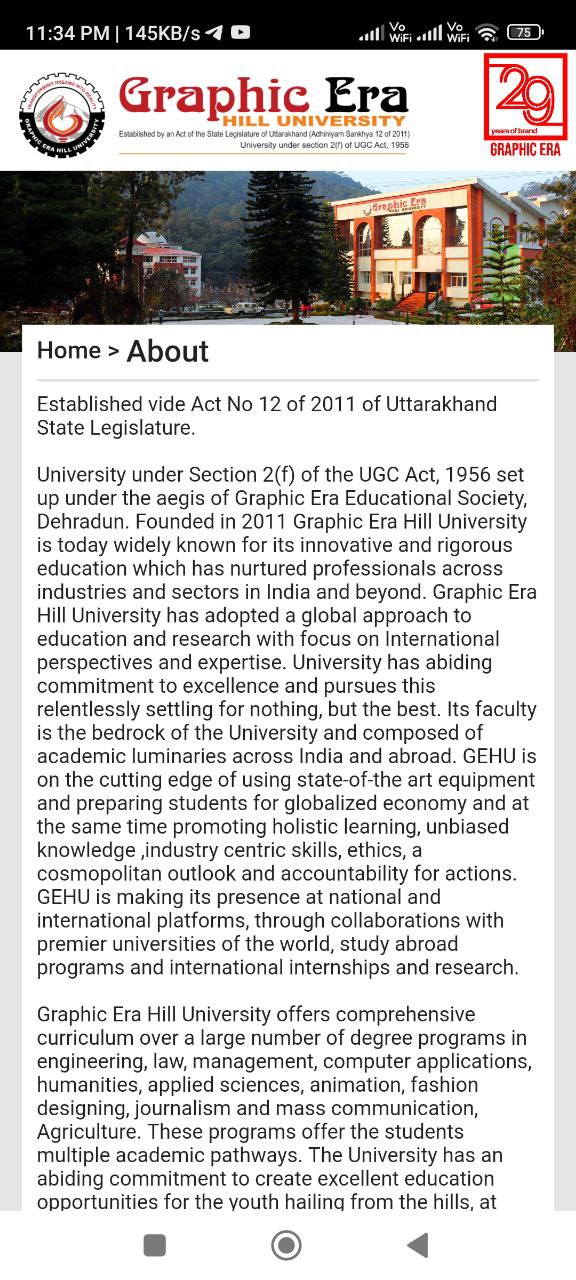 11:34 PM | 145KB/s
Vo
WiFi
Vo
WiFi
75
TRANSFORMING DREAMS INTO REALITY
GRAPHIC ERA HILL UNIVERSITY
Graphic Era
HILL UNIVERSITY
Established by an Act of the State Legislature of Uttarakhand (Adhiniyam Sankhya 12 of 2011)
University under section 2(f) of UGC Act, 1956
29
years of brand
GRAPHIC ERA
Graphic Era
HILL UNIVERSITY
Home > About
Established vide Act No 12 of 2011 of Uttarakhand
State Legislature.
University under Section 2(f) of the UGC Act, 1956 set
up under the aegis of Graphic Era Educational Society,
Dehradun. Founded in 2011 Graphic Era Hill University
is today widely known for its innovative and rigorous
education which has nurtured professionals across
industries and sectors in India and beyond. Graphic Era
Hill University has adopted a global approach to
education and research with focus on International
perspectives and expertise. University has abiding
commitment to excellence and pursues this
relentlessly settling for nothing, but the best. Its faculty
is the bedrock of the University and composed of
academic luminaries across India and abroad. GEHU is
on the cutting edge of using state-of-the art equipment
and preparing students for globalized economy and at
the same time promoting holistic learning, unbiased
knowledge ,industry centric skills, ethics, a
cosmopolitan outlook and accountability for actions.
GEHU is making its presence at national and
international platforms, through collaborations with
premier universities of the world, study abroad
programs and international internships and research.
Graphic Era Hill University offers comprehensive
curriculum over a large number of degree programs in
engineering, law, management, computer applications,
humanities, applied sciences, animation, fashion
designing, journalism and mass communication,
Agriculture. These programs offer the students
multiple academic pathways. The University has an
abiding commitment to create excellent education
opportunities for the youth hailing from the hills, at